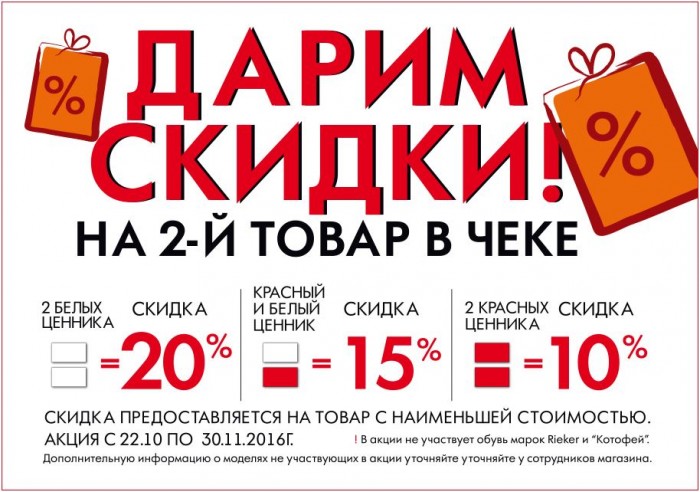 %
ДАРИМ
СКИДКИ!
%
НА 2-Й ТОВАР В ЧЕКЕ
2 БЕЛЫХ
ЦЕННИКА
СКИДКА
= 20%
КРАСНЫЙ
И БЕЛЫЙ
ЦЕННИК
СКИДКА
= 15%
2 КРАСНЫХ
ЦЕННИКА
СКИДКА
= 10%
СКИДКА ПРЕДОСТАВЛЯЕТСЯ НА ТОВАР С НАИМЕНЬШЕЙ СТОИМОСТЬЮ.
АКЦИЯ С 22.10 ПО 30.11.2016Г. ! В акции не участвует обувь марок Rieker и "Котофей".
Дополнительную информацию о моделях не участвующих в акции уточняйте уточняйте у сотрудников магазина.